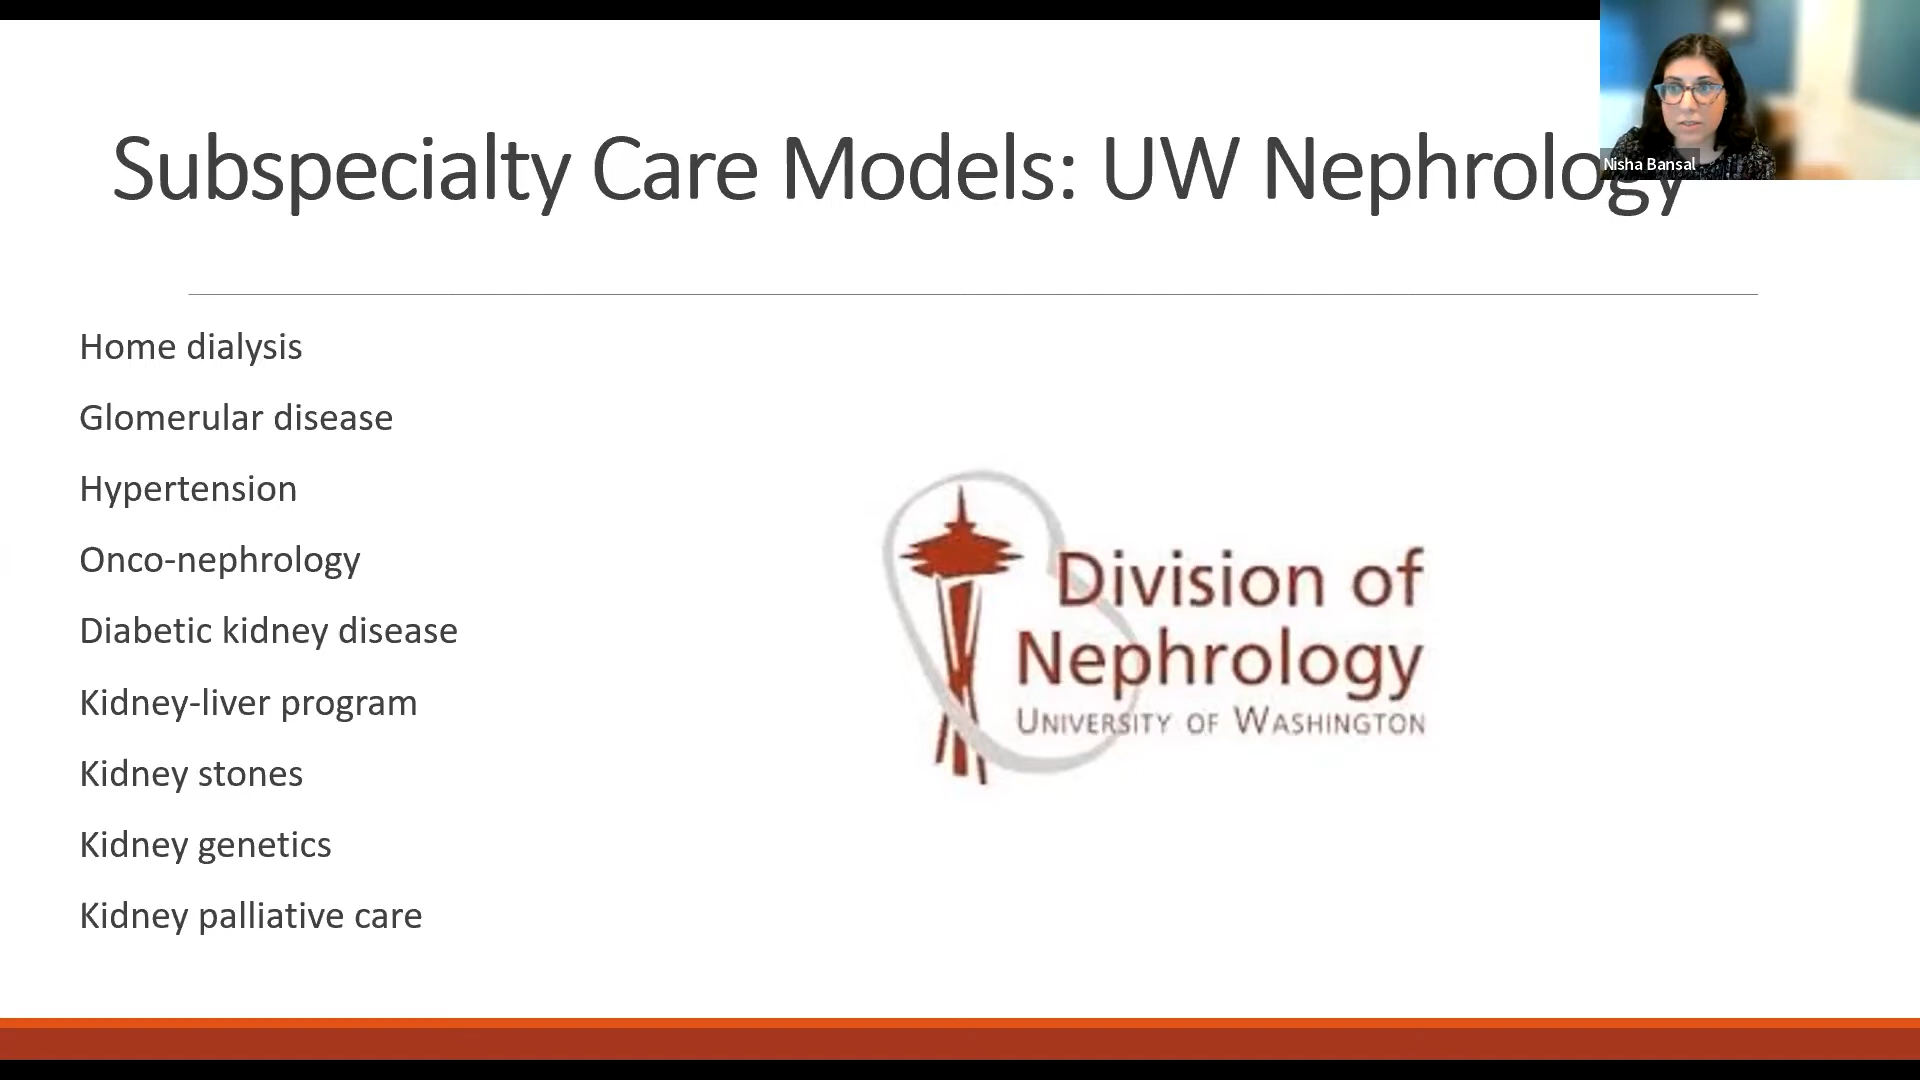 Subspecialty Care Models: UW Nephrology
Nisha Bansal
Home dialysis
Glomerular disease
Hypertension
Onco-nephrology
Diabetic kidney disease
Kidney-liver program
Kidney stones
Kidney genetics
Kidney palliative care
Division of
Nephrology
UNIVERSITY OF WASHINGTON